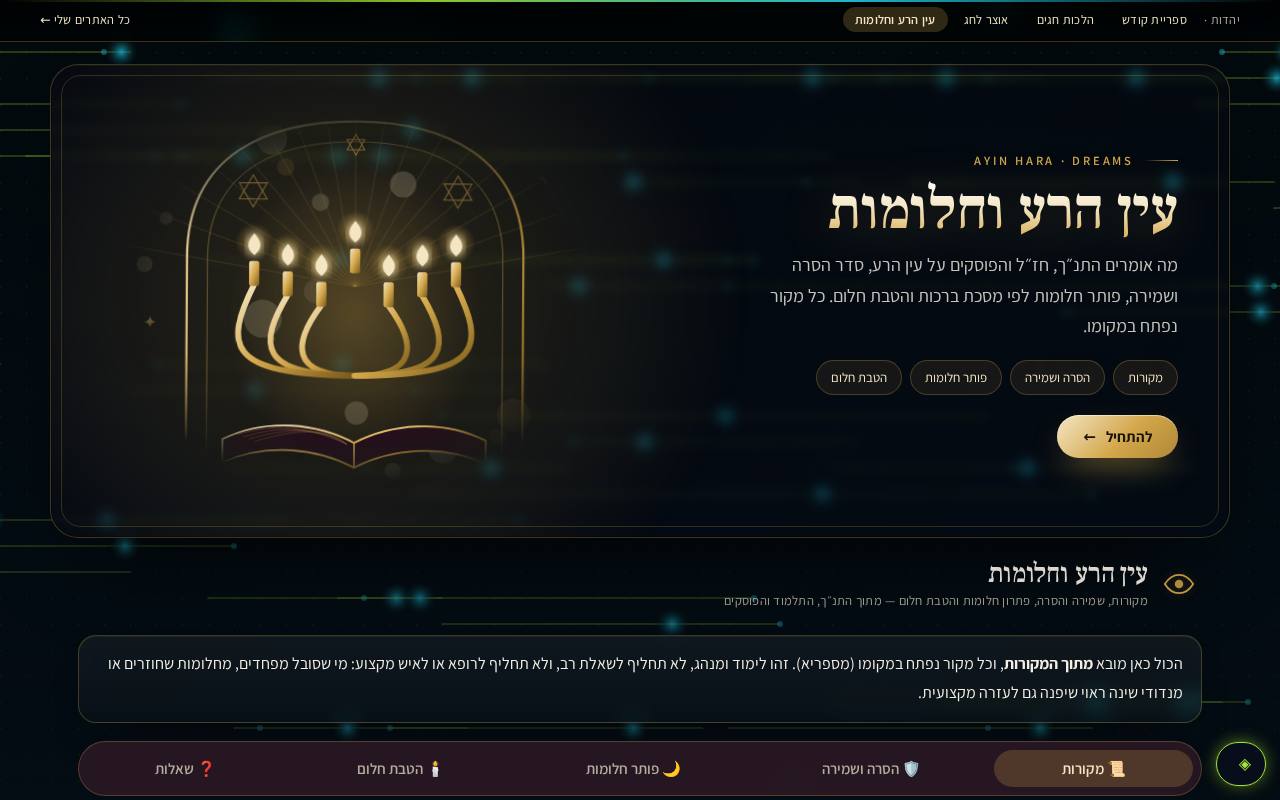 יהדות ·
ספריית קודש
הלכות חגים
אוצר לחג
עין הרע וחלומות
כל האתרים שלי ←
AYIN HARA · DREAMS
עין הרע וחלומות
מה אומרים התנ״ך, חז״ל והפוסקים על עין הרע, סדר הסרה
ושמירה, פותר חלומות לפי מסכת ברכות והטבת חלום. כל מקור
נפתח במקומו.
מקורות
הסרה ושמירה
פותר חלומות
הטבת חלום
להתחיל ←
עין הרע וחלומות
מקורות, שמירה והסרה, פתרון חלומות והטבת חלום — מתוך התנ״ך, התלמוד והפוסקים
הכול כאן מובא מתוך המקורות, וכל מקור נפתח במקומו (מספריא). זהו לימוד ומנהג, לא תחליף לשאלת רב, ולא תחליף לרופא או לאיש מקצוע: מי שסובל מפחדים, מחלומות שחוזרים או
מנדודי שינה ראוי שיפנה גם לעזרה מקצועית.
📜 מקורות
🛡️ הסרה ושמירה
🌙 פותר חלומות
🕯️ הטבת חלום
❓ שאלות